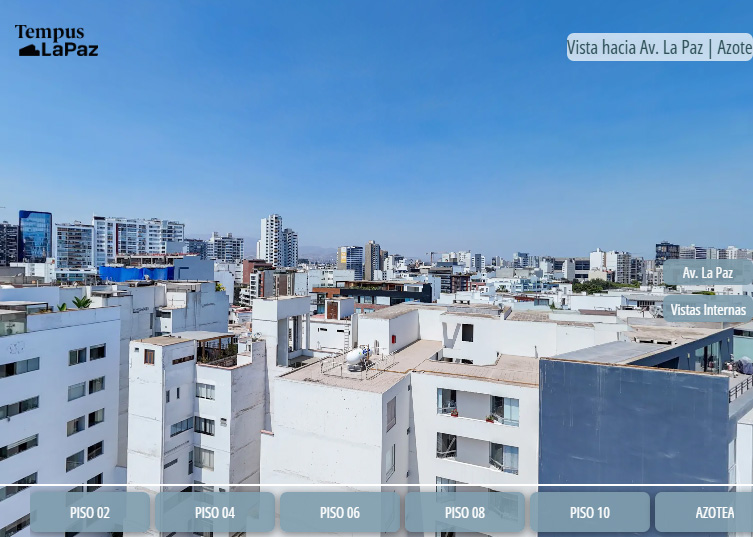 Tempus
LaPaz
Vista hacia Av. La Paz | Azote
Av. La Paz
Vistas Internas
PISO 02
PISO 04
PISO 06
PISO 08
PISO 10
AZOTEA